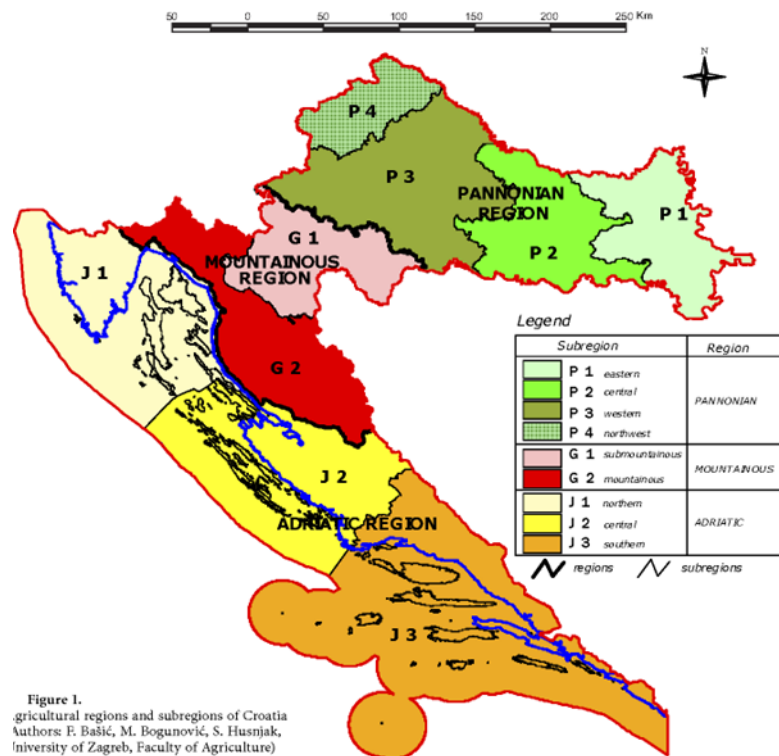 50 0 50 100 150 200 250 Km
N
P 4
P 3
PANNONIAN
REGION
P 1
G 1
MOUNTAINOUS
REGION
P 2
J 1
G 2
J 2
ADRIATIC REGION
J 3
Legend
Subregion Region
P 1 eastern
P 2 central
P 3 western
P 4 northwest
PANNONIAN
G 1 submountainous
G 2 mountainous
MOUNTAINOUS
J 1 northern
J 2 central
J 3 southern
ADRIATIC
regions subregions
Figure 1.
gricultural regions and subregions of Croatia
uthors: F. Bašić, M. Bogunović, S. Husnjak,
niversity of Zagreb, Faculty of Agriculture)